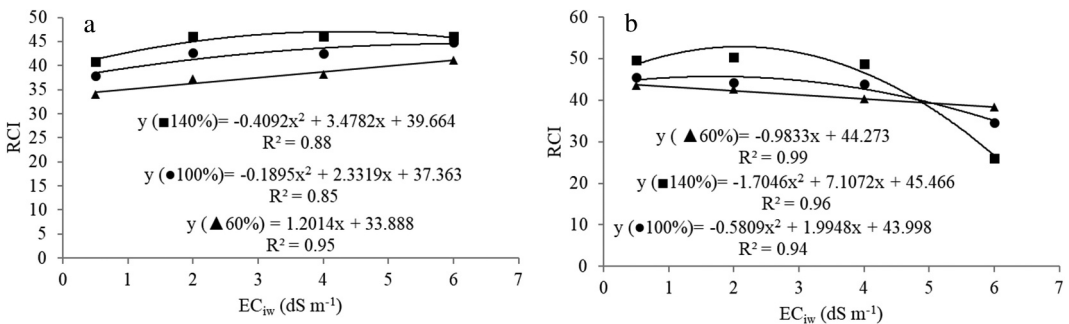 a
50
45
40
35
30
25
20
15
10
5
0
RCI
y (■140%)= -0.4092x² + 3.4782x + 39.664
R² = 0.88
y (●100%)= -0.1895x² + 2.3319x + 37.363
R² = 0.85
y (▲60%)= 1.2014x + 33.888
R² = 0.95
0 1 2 3 4 5 6 7
ECiw (dS m-1)
b
60
50
40
30
20
10
0
RCI
y (▲60%)= -0.9833x + 44.273
R² = 0.99
y (■140%)= -1.7046x² + 7.1072x + 45.466
R² = 0.96
y (●100%)= -0.5809x² + 1.9948x + 43.998
R² = 0.94
0 1 2 3 4 5 6 7
ECiw (dS m-1)